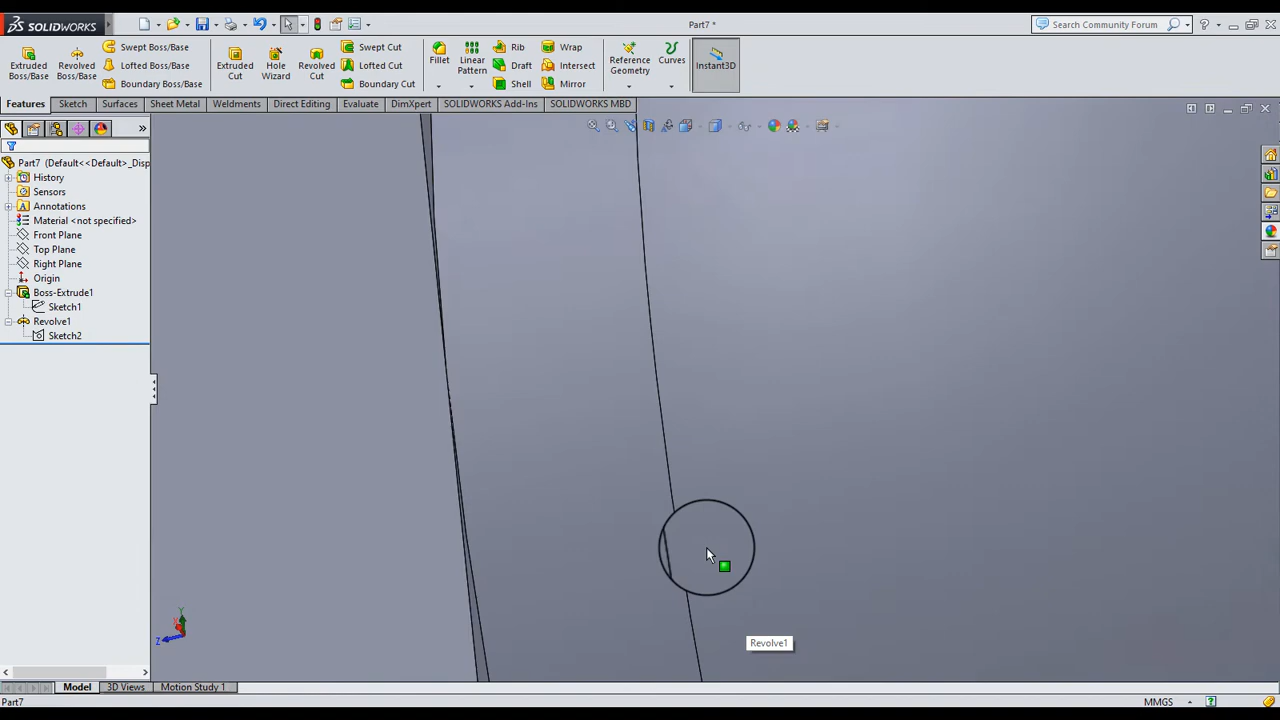 SOLIDWORKS
Part7 *
Search Community Forum
Extruded Boss/Base
Revolved Boss/Base
Swept Boss/Base
Lofted Boss/Base
Boundary Boss/Base
Extruded Cut
Hole Wizard
Revolved Cut
Swept Cut
Lofted Cut
Boundary Cut
Fillet
Linear Pattern
Rib
Draft
Shell
Wrap
Intersect
Mirror
Reference Geometry
Curves
Instant3D
Features
Sketch
Surfaces
Sheet Metal
Weldments
Direct Editing
Evaluate
DimXpert
SOLIDWORKS Add-Ins
SOLIDWORKS MBD
Part7 (Default<<Default>_Disp
History
Sensors
Annotations
Material <not specified>
Front Plane
Top Plane
Right Plane
Origin
Boss-Extrude1
Sketch1
Revolve1
Sketch2
Revolve1
Y
X
Z
Model
3D Views
Motion Study 1
Part7
MMGS